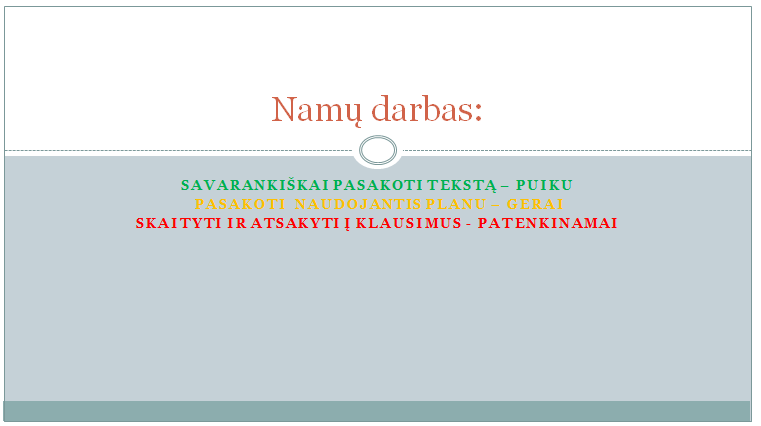 Namų darbas:
SAVARANKIŠKAI PASAKOTI TEKSTĄ – PUIKU
PASAKOTI NAUDOJANTIS PLANU – GERAI
SKAITYTI IR ATSAKYTI Į KLAUSIMUS - PATENKINAMAI